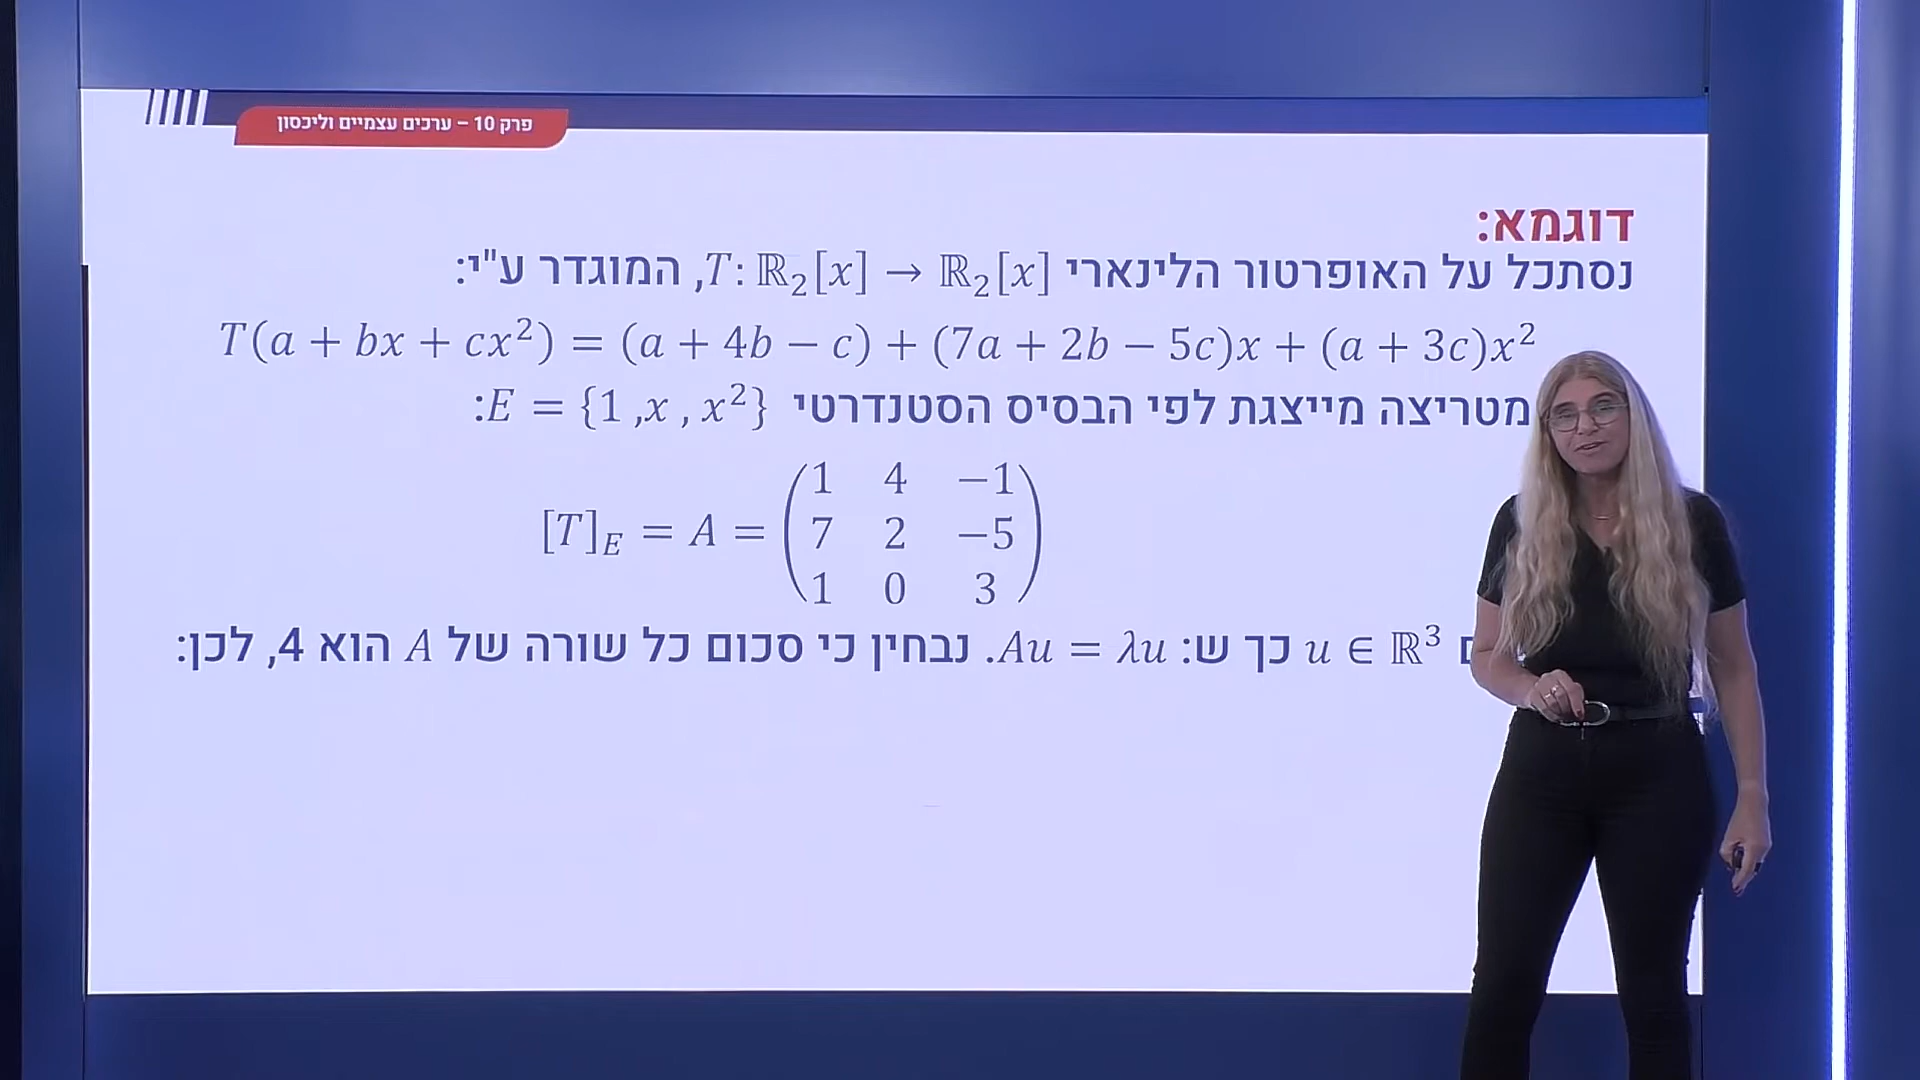 פרק 10 – ערכים עצמיים וליכסון
דוגמא:
נסתכל על האופרטור הלינארי T: ℝ₂[x] → ℝ₂[x], המוגדר ע"י:
T(a + bx + cx²) = (a + 4b − c) + (7a + 2b − 5c)x + (a + 3c)x²
מטריצה מייצגת לפי הבסיס הסטנדרטי E = {1 ,x , x²}:
[T]_E = A = (1 4 −1
7 2 −5
1 0 3)
u ∈ ℝ³ כך ש: Au = λu. נבחין כי סכום כל שורה של A הוא 4, לכן: